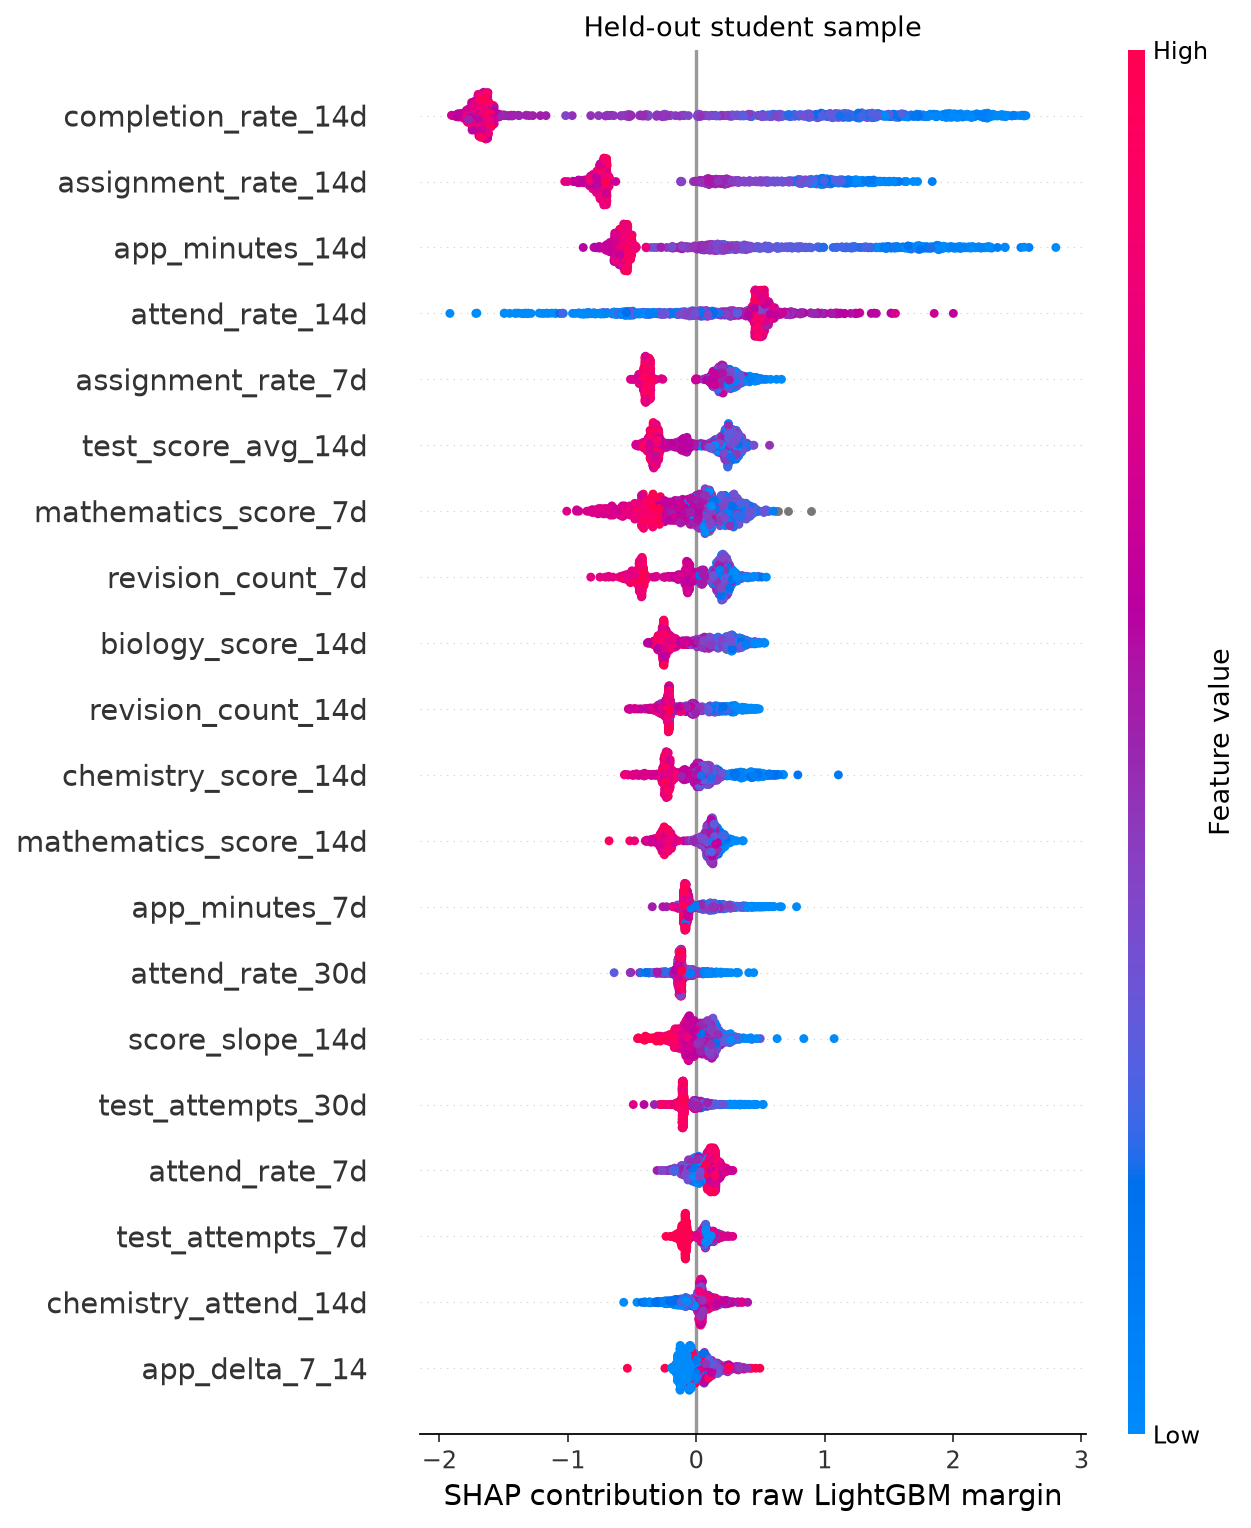 Held-out student sample
High
completion_rate_14d
assignment_rate_14d
app_minutes_14d
attend_rate_14d
assignment_rate_7d
test_score_avg_14d
mathematics_score_7d
revision_count_7d
biology_score_14d
revision_count_14d
chemistry_score_14d
mathematics_score_14d
app_minutes_7d
attend_rate_30d
score_slope_14d
test_attempts_30d
attend_rate_7d
test_attempts_7d
chemistry_attend_14d
app_delta_7_14
Feature value
Low
−2 −1 0 1 2 3
SHAP contribution to raw LightGBM margin